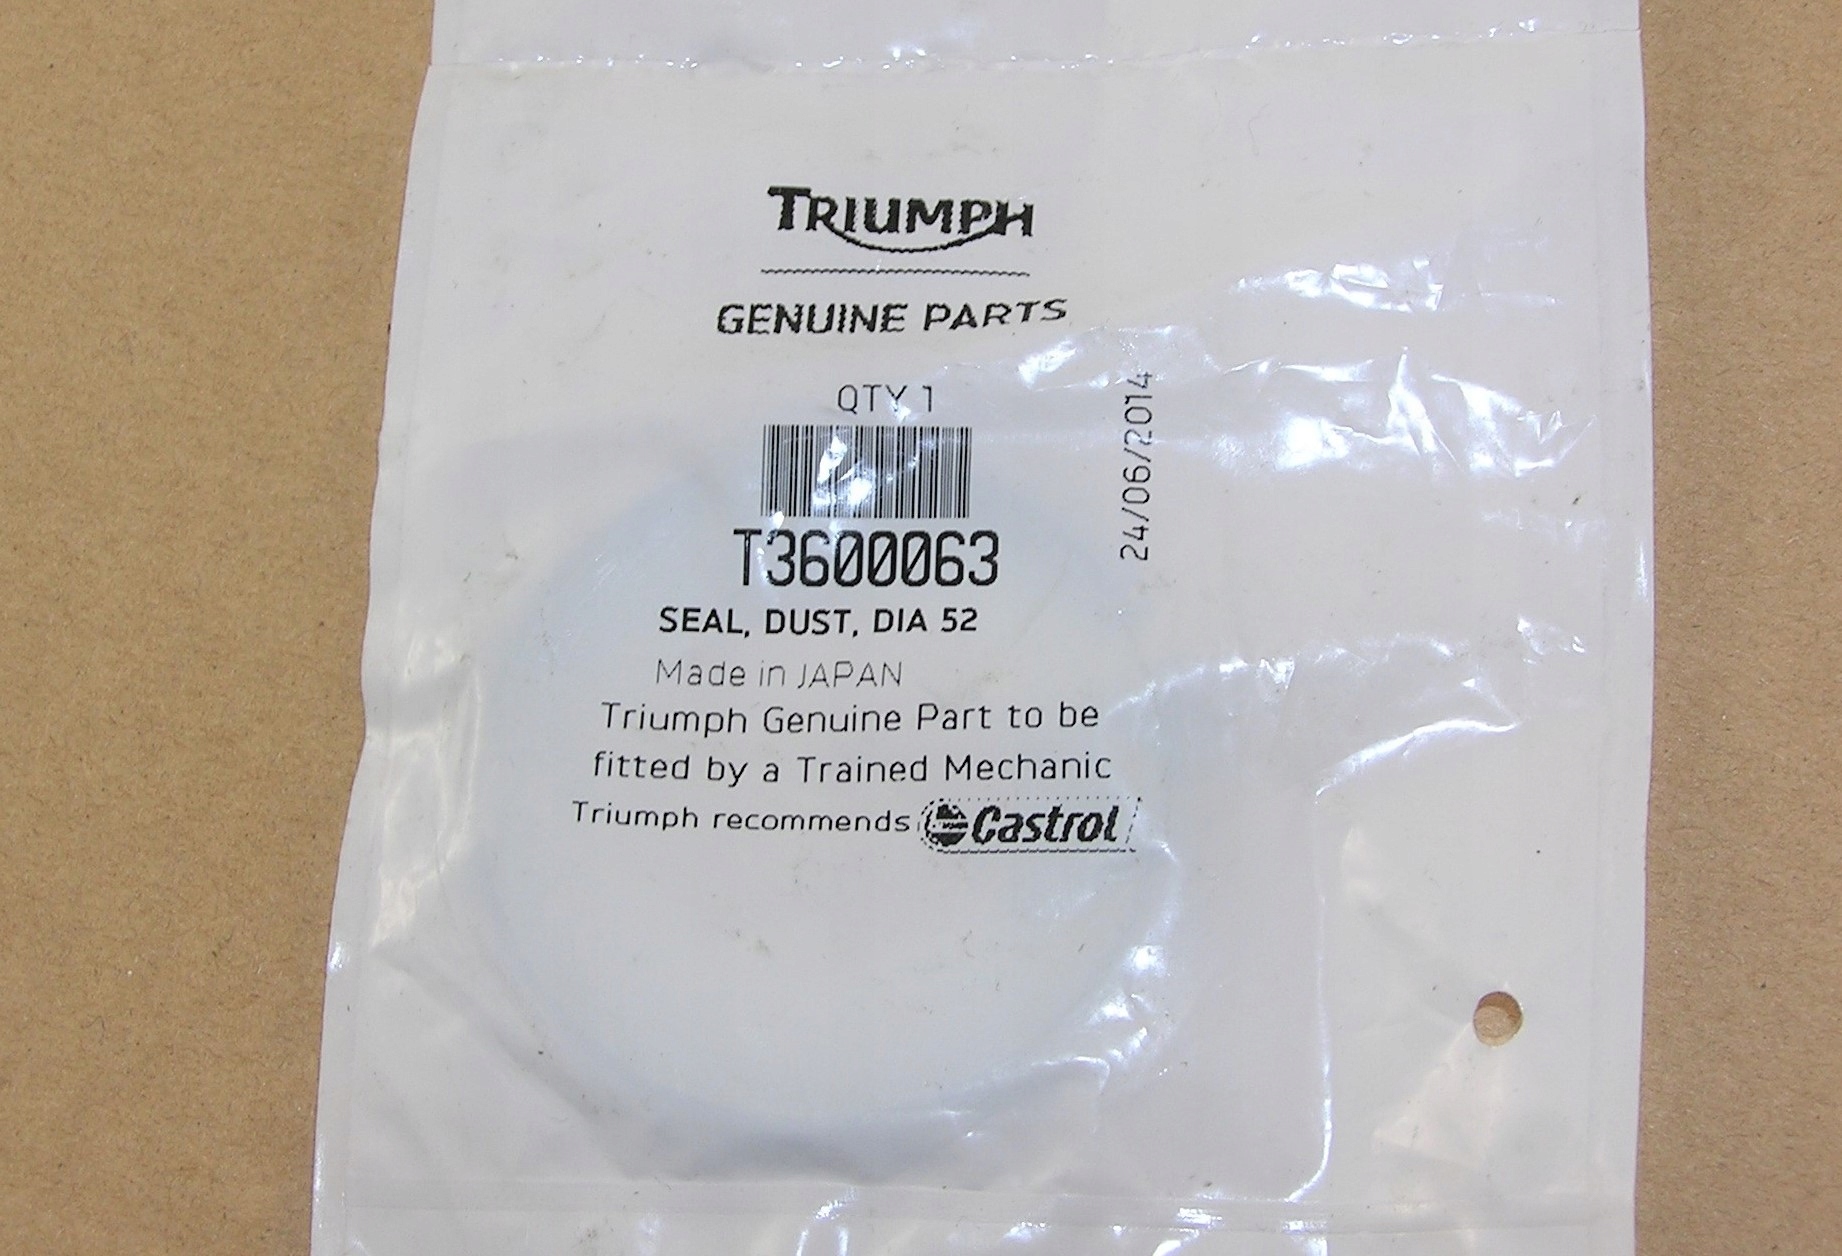 TRIUMPH
GENUINE PARTS
QTY 1
24/06/2014
T3600063
SEAL, DUST, DIA 52
Made in JAPAN
Triumph Genuine Part to be
fitted by a Trained Mechanic
Triumph recommends Castrol